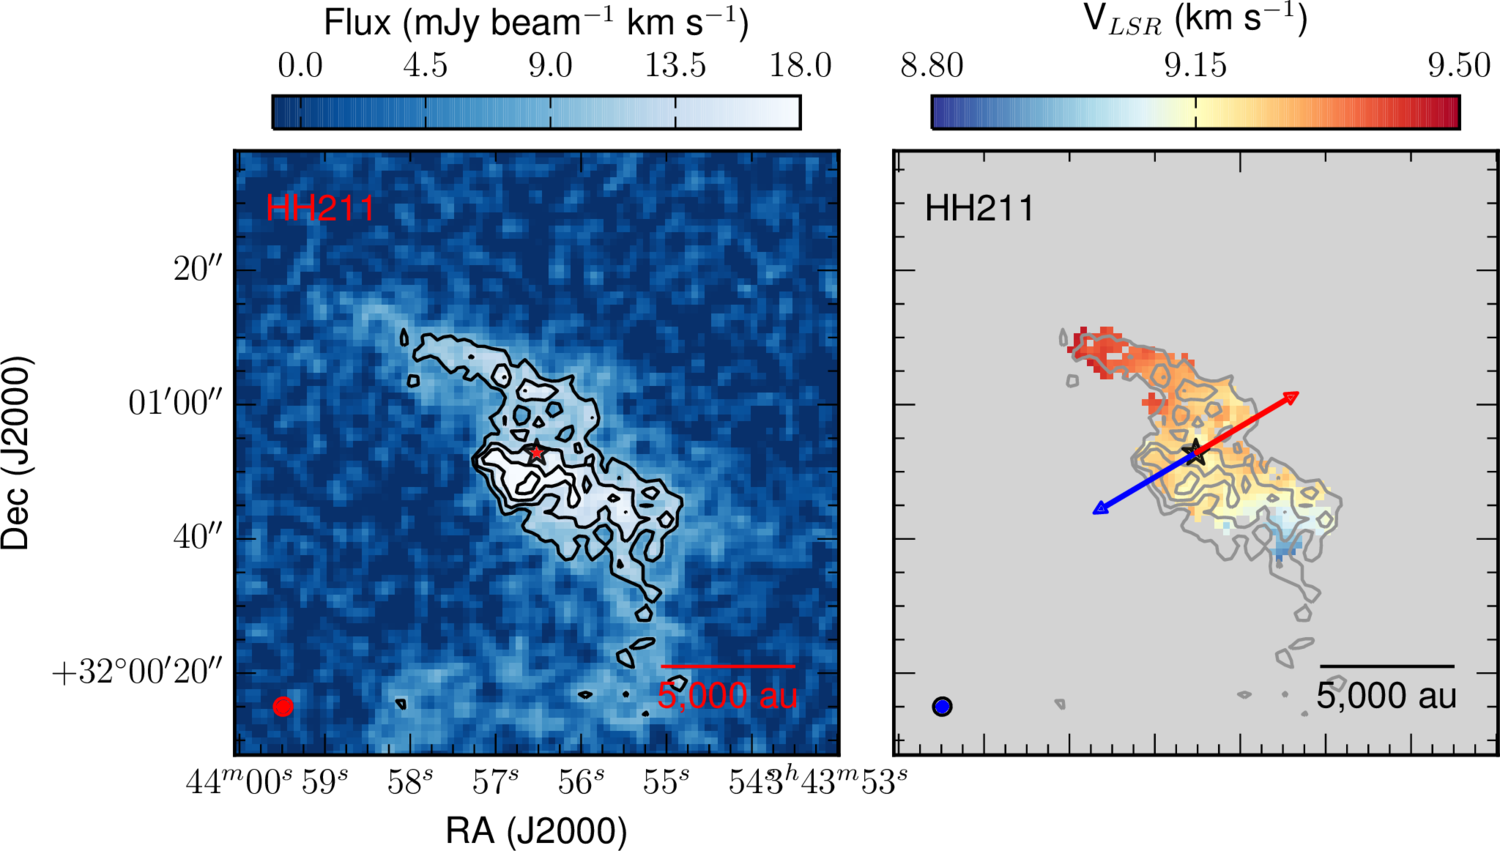 Flux (mJy beam⁻¹ km s⁻¹)
0.0 4.5 9.0 13.5 18.0
V_LSR (km s⁻¹)
8.80 9.15 9.50
HH211
HH211
Dec (J2000)
20″
01′00″
40″
+32°00′20″
5,000 au
5,000 au
44ᵐ00ˢ 59ˢ 58ˢ 57ˢ 56ˢ 55ˢ 54ˢ 3ʰ43ᵐ53ˢ
RA (J2000)